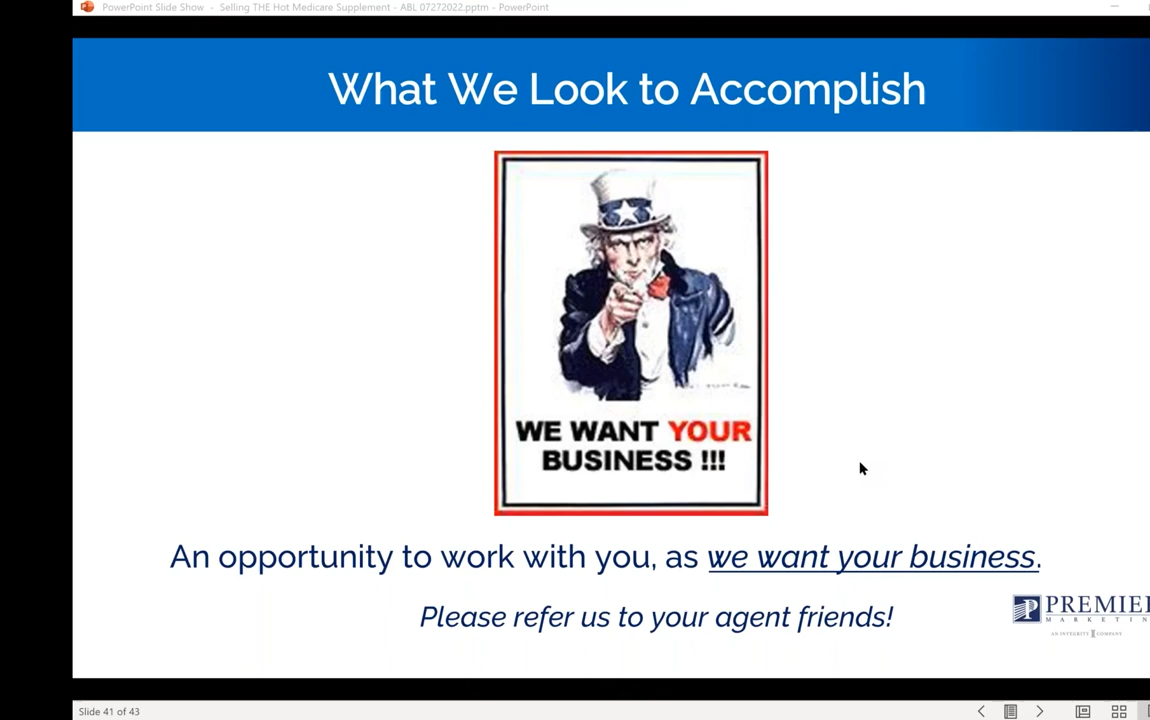 PowerPoint Slide Show - Selling THE Hot Medicare Supplement - ABL 07272022.pptm - PowerPoint
What We Look to Accomplish
WE WANT YOUR
BUSINESS !!!
An opportunity to work with you, as we want your business.
Please refer us to your agent friends!
PREMIE
MARKETIN
AN INTEGRITY COMPANY
Slide 41 of 43